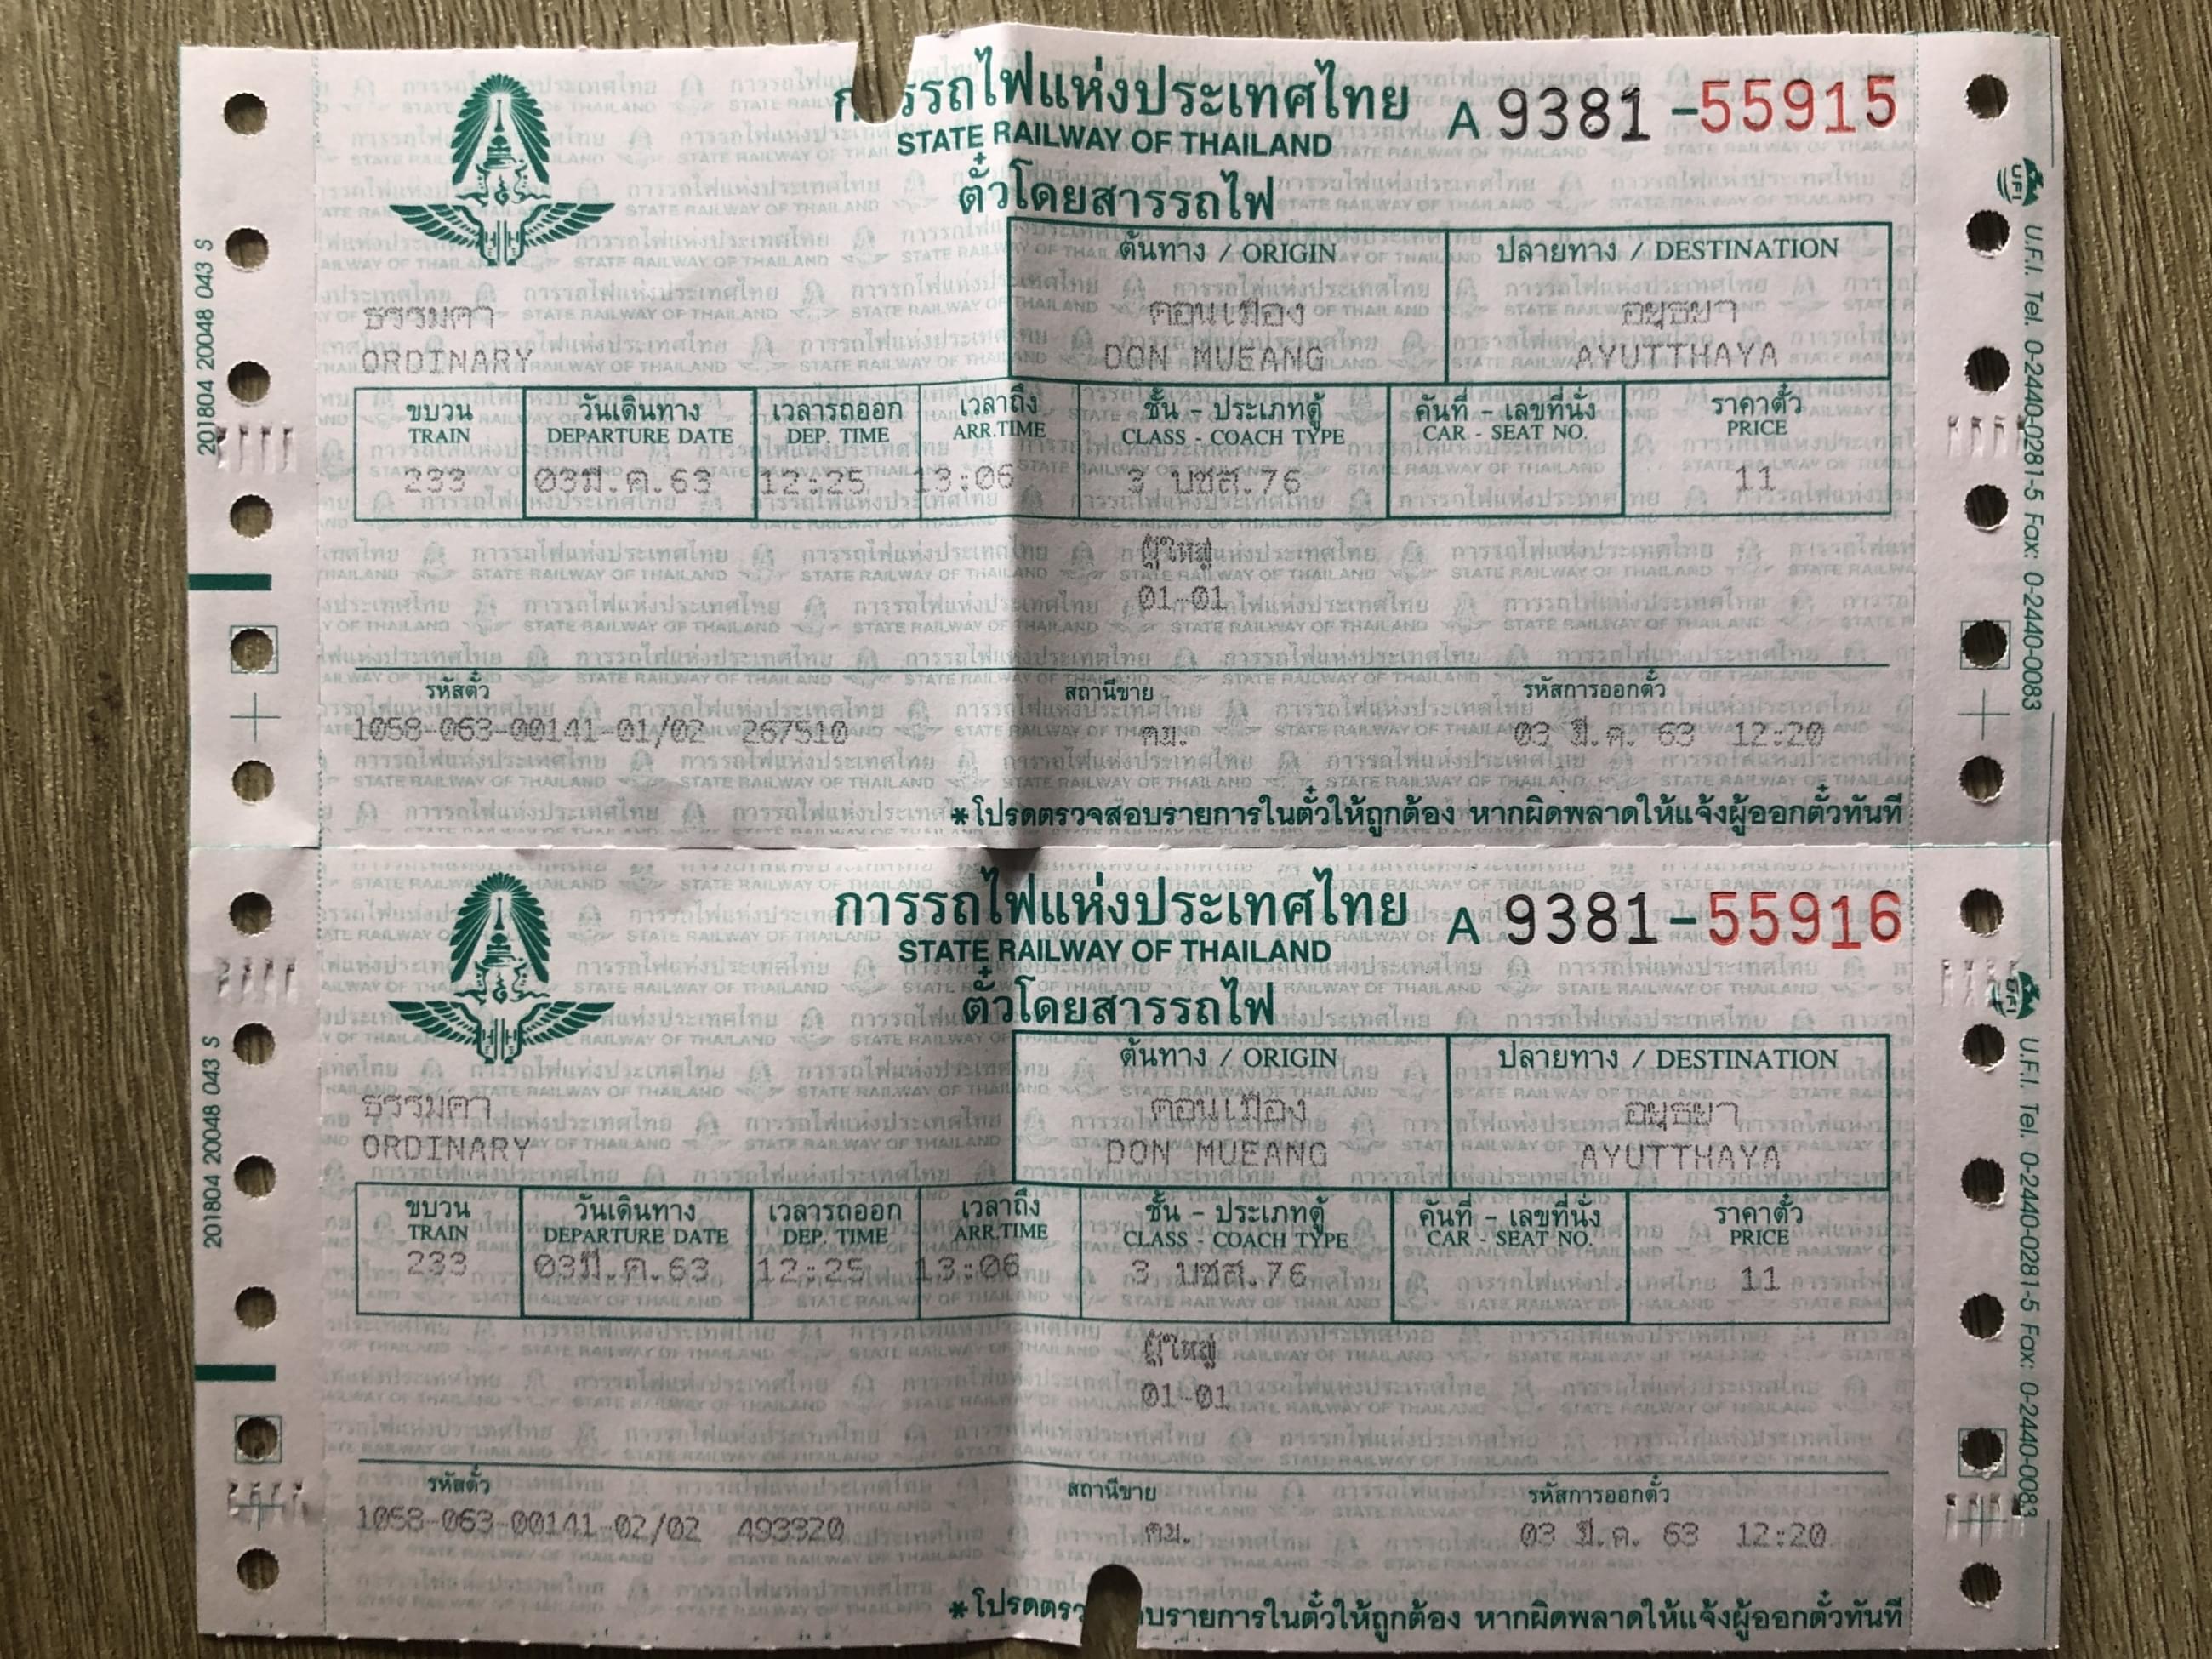 การรถไฟแห่งประเทศไทย A 9381-55915
STATE RAILWAY OF THAILAND
ตั๋วโดยสารรถไฟ
ต้นทาง / ORIGIN ปลายทาง / DESTINATION
ธรรมดา ดอนเมือง อยุธยา
ORDINARY DON MUEANG AYUTTHAYA
ขบวน วันเดินทาง เวลารถออก เวลาถึง ชั้น - ประเภทตู้ คันที่ - เลขที่นั่ง ราคาตั๋ว
TRAIN DEPARTURE DATE DEP. TIME ARR.TIME CLASS - COACH TYPE CAR - SEAT NO. PRICE
233 03มี.ค.63 12:25 13:06 3 บชส.76 11
ผู้ใหญ่
01-01
รหัสตั๋ว สถานีขาย รหัสการออกตั๋ว
1058-063-00141-01/02 267510 ดม. 03 มี.ค. 63 12:20
*โปรดตรวจสอบรายการในตั๋วให้ถูกต้อง หากผิดพลาดให้แจ้งผู้ออกตั๋วทันที
การรถไฟแห่งประเทศไทย A 9381-55916
STATE RAILWAY OF THAILAND
ตั๋วโดยสารรถไฟ
ต้นทาง / ORIGIN ปลายทาง / DESTINATION
ธรรมดา ดอนเมือง อยุธยา
ORDINARY DON MUEANG AYUTTHAYA
ขบวน วันเดินทาง เวลารถออก เวลาถึง ชั้น - ประเภทตู้ คันที่ - เลขที่นั่ง ราคาตั๋ว
TRAIN DEPARTURE DATE DEP. TIME ARR.TIME CLASS - COACH TYPE CAR - SEAT NO. PRICE
233 03มี.ค.63 12:25 13:06 3 บชส.76 11
ผู้ใหญ่
01-01
รหัสตั๋ว สถานีขาย รหัสการออกตั๋ว
1058-063-00141-02/02 493320 ดม. 03 มี.ค. 63 12:20
*โปรดตรว อบรายการในตั๋วให้ถูกต้อง หากผิดพลาดให้แจ้งผู้ออกตั๋วทันที
201804 20048 043 S
201804 20048 043 S
UFI U.F.I. Tel. 0-2440-0281-5 Fax: 0-2440-0083
UFI U.F.I. Tel. 0-2440-0281-5 Fax: 0-2440-0083